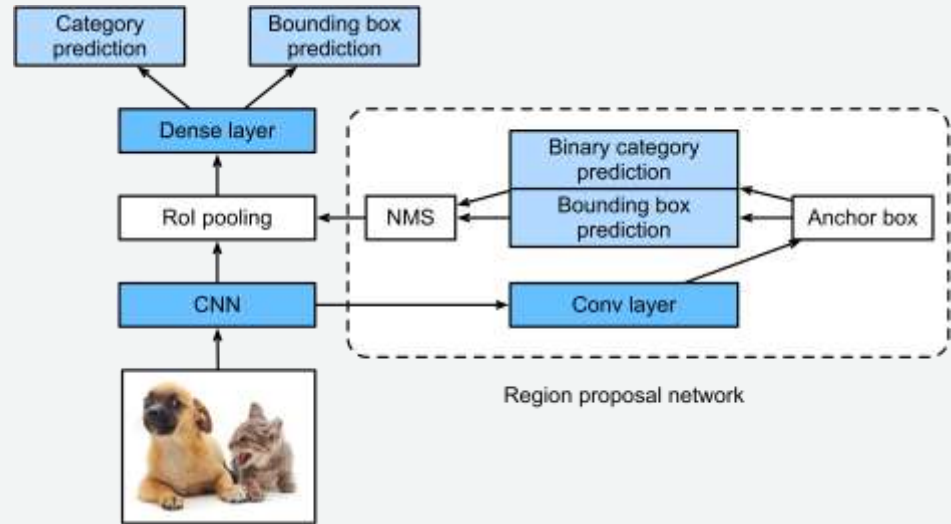 Category
prediction
Bounding box
prediction
Dense layer
Binary category
prediction
RoI pooling
NMS
Bounding box
prediction
Anchor box
CNN
Conv layer
Region proposal network